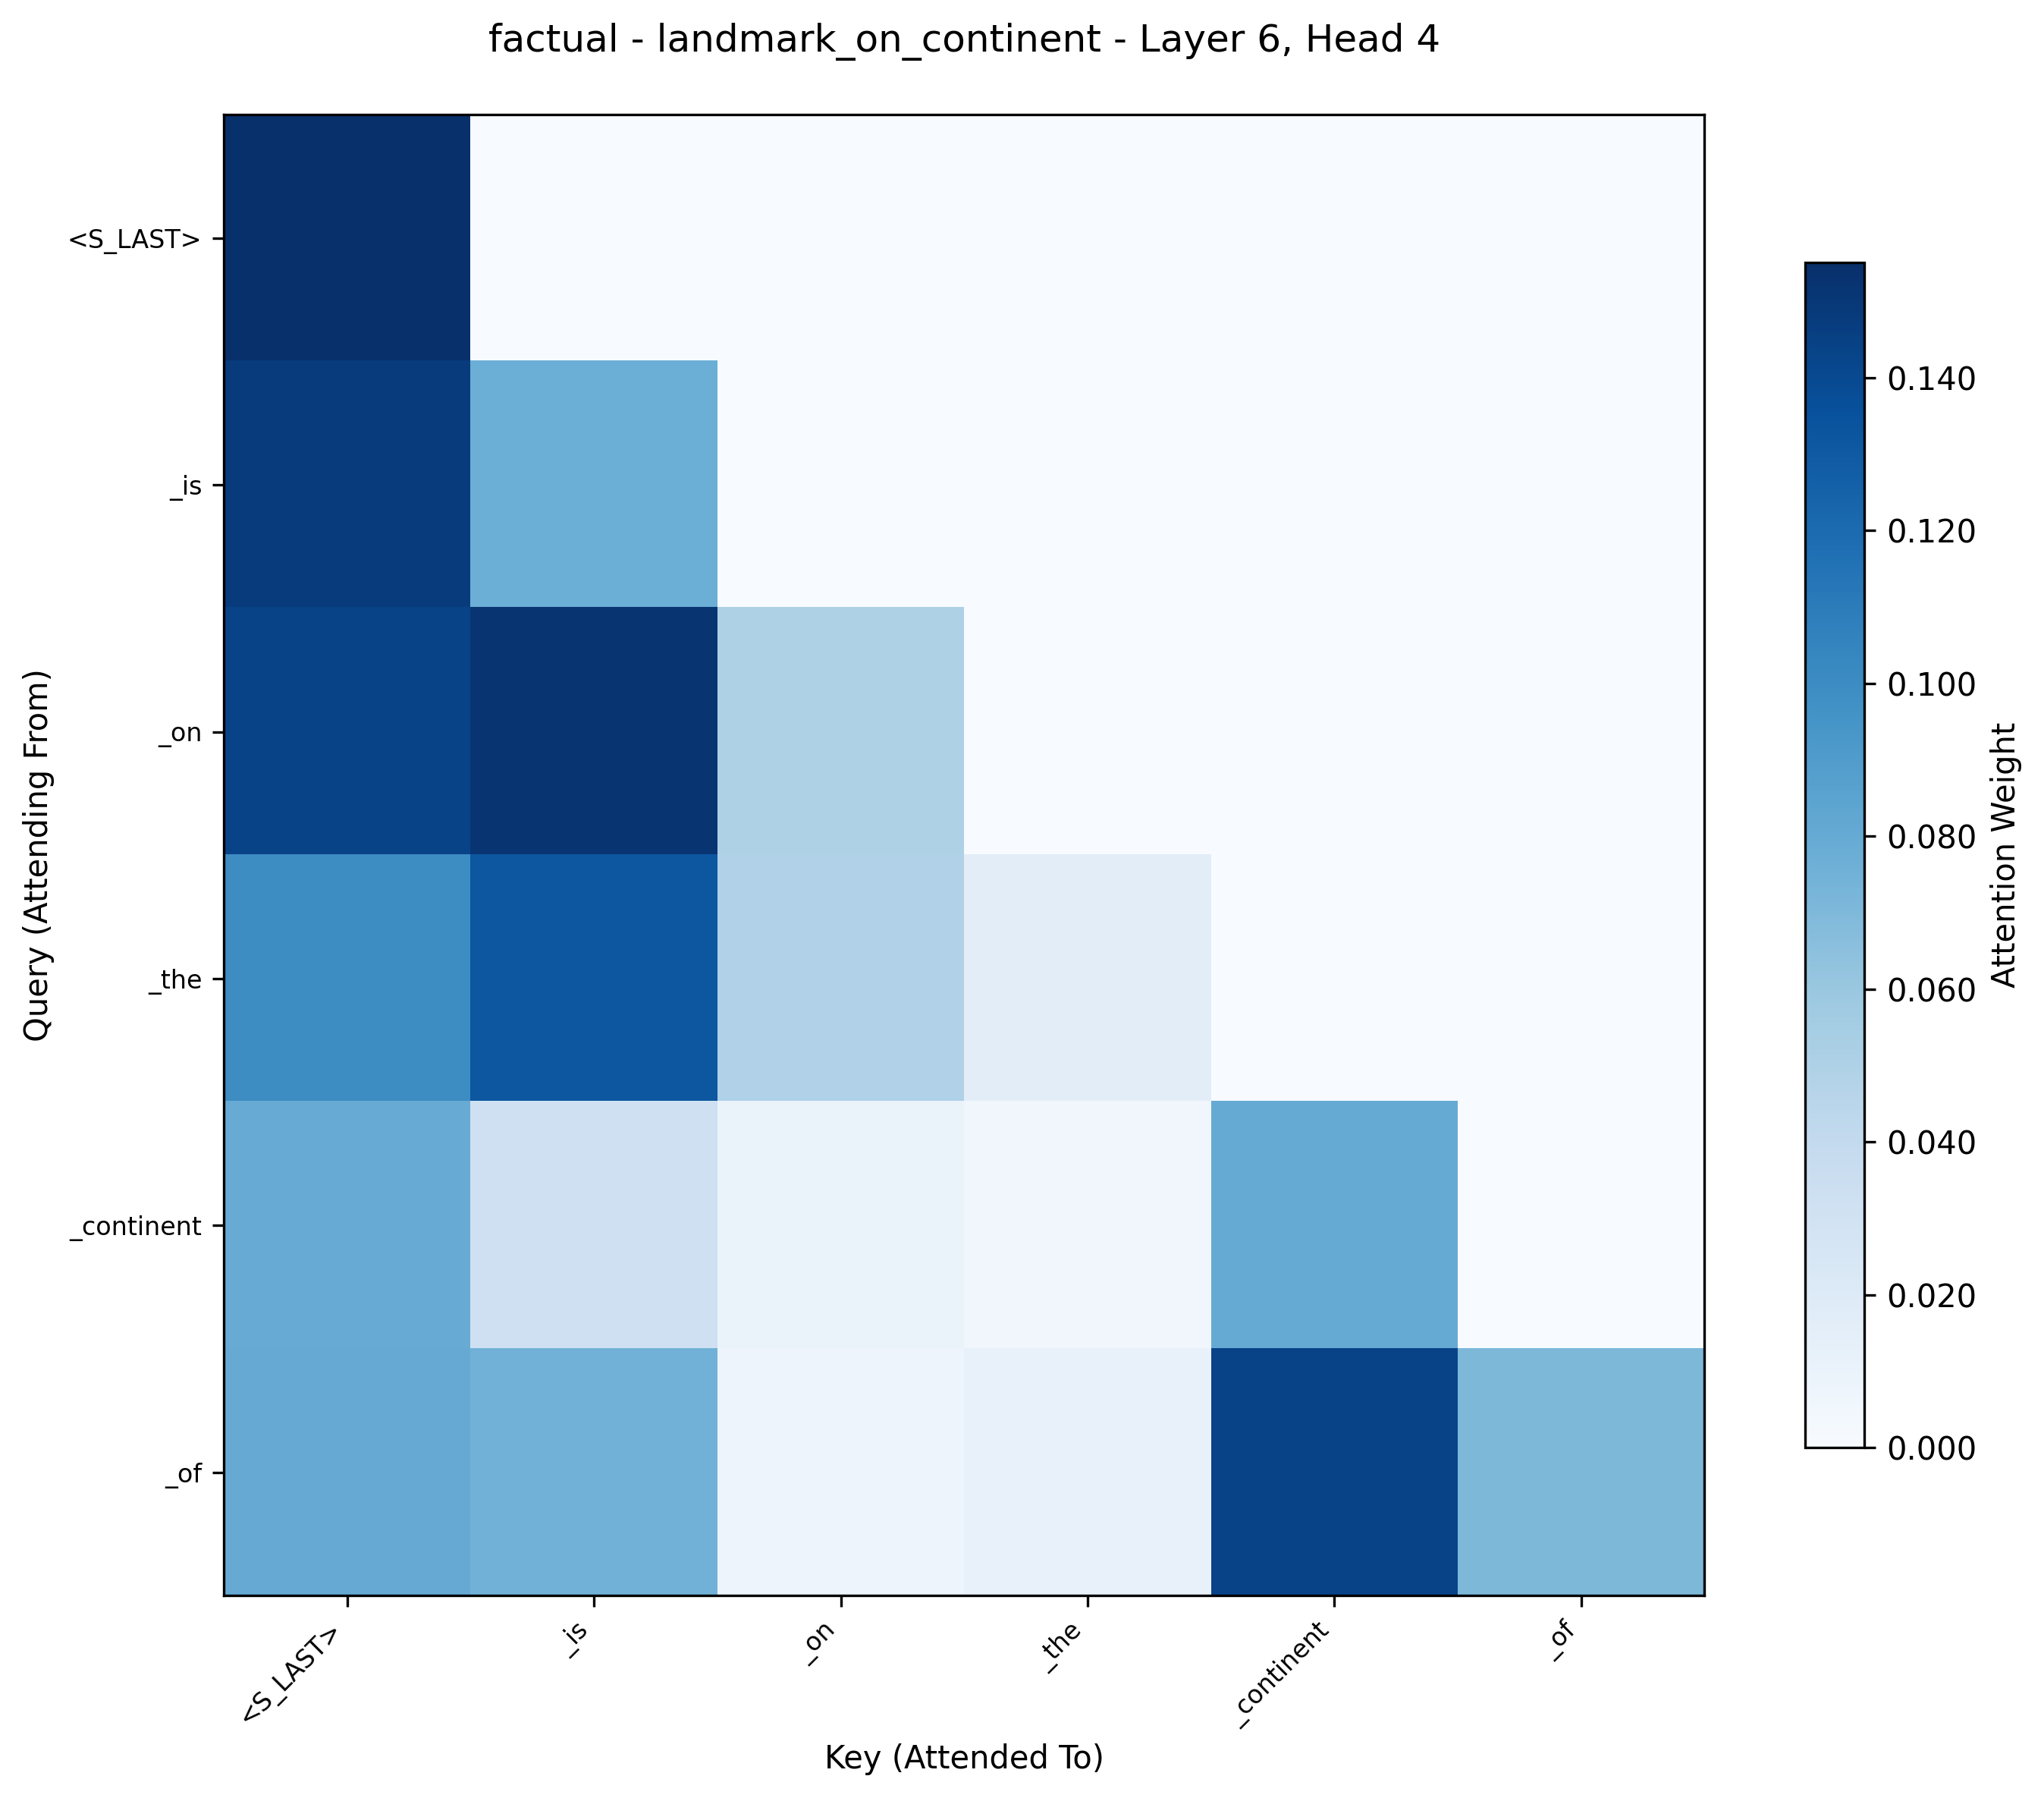 factual - landmark_on_continent - Layer 6, Head 4
Query (Attending From)
<S_LAST>
_is
_on
_the
_continent
_of
<S_LAST>
_is
_on
_the
_continent
_of
Key (Attended To)
0.140
0.120
0.100
0.080
0.060
0.040
0.020
0.000
Attention Weight